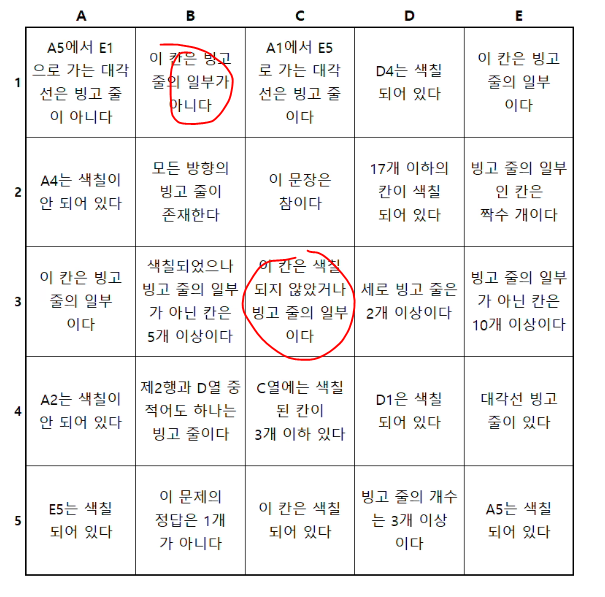 A B C D E
1
A5에서 E1
으로 가는 대각
선은 빙고 줄
이 아니다
이 칸은 빙고
줄의 일부가
아니다
A1에서 E5
로 가는 대각
선은 빙고 줄
이다
D4는 색칠
되어 있다
이 칸은 빙고
줄의 일부
이다
2
A4는 색칠이
안 되어 있다
모든 방향의
빙고 줄이
존재한다
이 문장은
참이다
17개 이하의
칸이 색칠
되어 있다
빙고 줄의 일부
인 칸은
짝수 개이다
3
이 칸은 빙고
줄의 일부
이다
색칠되었으나
빙고 줄의 일부
가 아닌 칸은
5개 이상이다
이 칸은 색칠
되지 않았거나
빙고 줄의 일부
이다
세로 빙고 줄은
2개 이상이다
빙고 줄의 일부
가 아닌 칸은
10개 이상이다
4
A2는 색칠이
안 되어 있다
제2행과 D열 중
적어도 하나는
빙고 줄이다
C열에는 색칠
된 칸이
3개 이하 있다
D1은 색칠
되어 있다
대각선 빙고
줄이 있다
5
E5는 색칠
되어 있다
이 문제의
정답은 1개
가 아니다
이 칸은 색칠
되어 있다
빙고 줄의 개수
는 3개 이상
이다
A5는 색칠
되어 있다